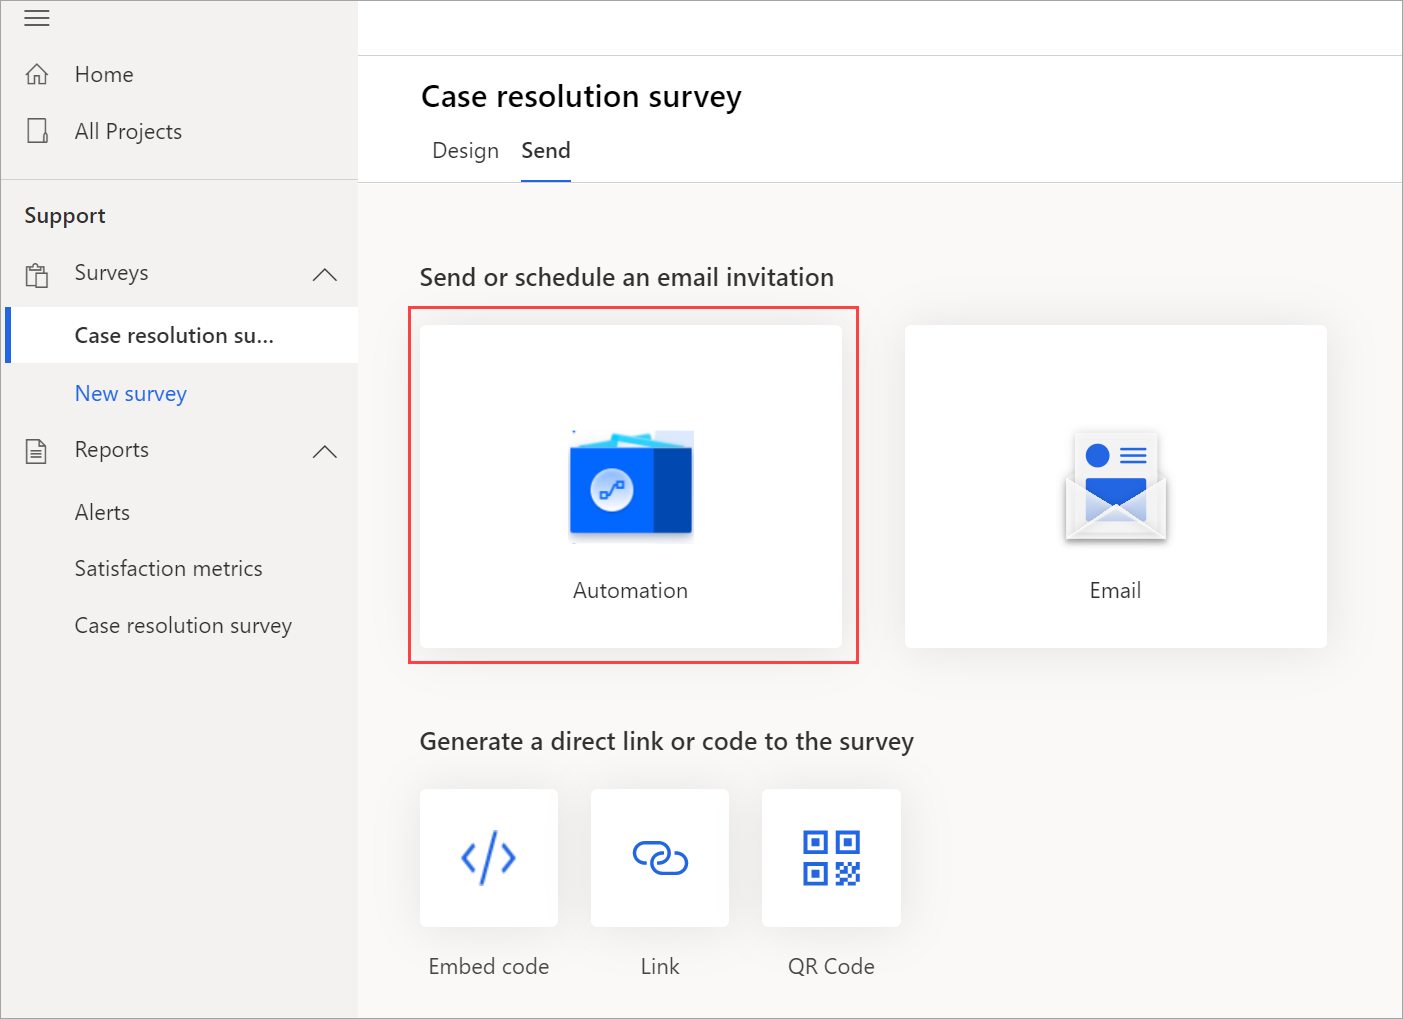 Home
All Projects
Support
Surveys
Case resolution su...
New survey
Reports
Alerts
Satisfaction metrics
Case resolution survey
Case resolution survey
Design Send
Send or schedule an email invitation
Automation
Email
Generate a direct link or code to the survey
Embed code
Link
QR Code